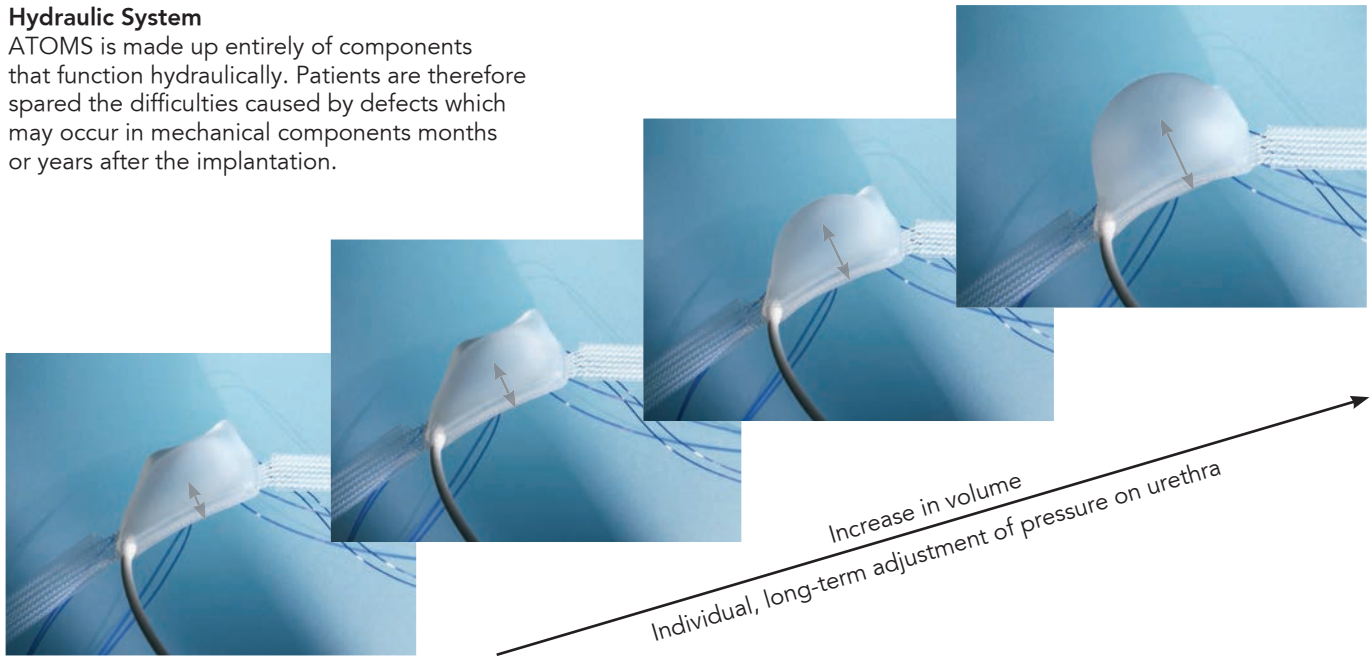 Hydraulic System
ATOMS is made up entirely of components
that function hydraulically. Patients are therefore
spared the difficulties caused by defects which
may occur in mechanical components months
or years after the implantation.
Increase in volume
Individual, long-term adjustment of pressure on urethra